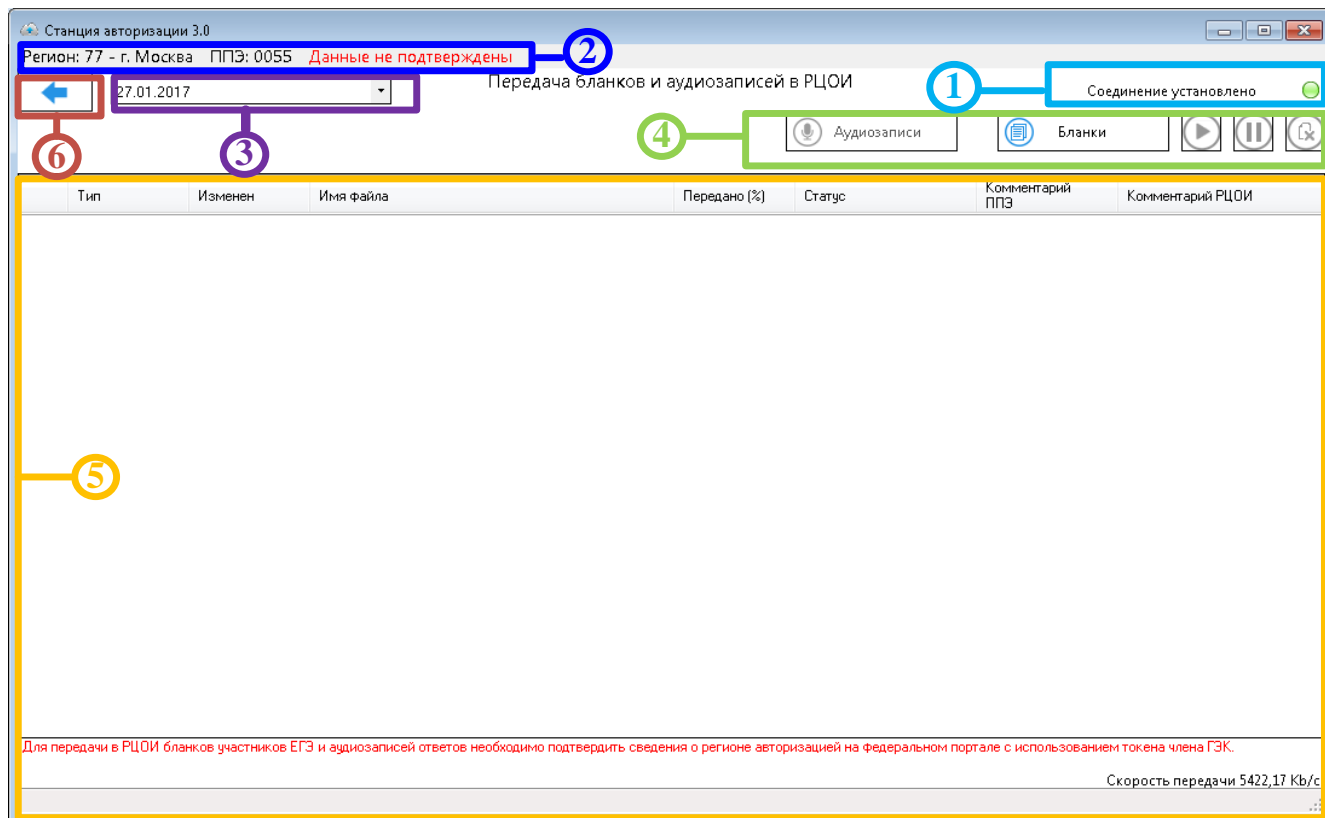 Станция авторизации 3.0
Регион: 77 - г. Москва ППЭ: 0055 Данные не подтверждены
2
27.01.2017
Передача бланков и аудиозаписей в РЦОИ
1
Соединение установлено
6
3
4
Аудиозаписи
Бланки
Тип
Изменен
Имя файла
Передано (%)
Статус
Комментарий ППЭ
Комментарий РЦОИ
5
Для передачи в РЦОИ бланков участников ЕГЭ и аудиозаписей ответов необходимо подтвердить сведения о регионе авторизацией на федеральном портале с использованием токена члена ГЭК.
Скорость передачи 5422,17 Kb/c